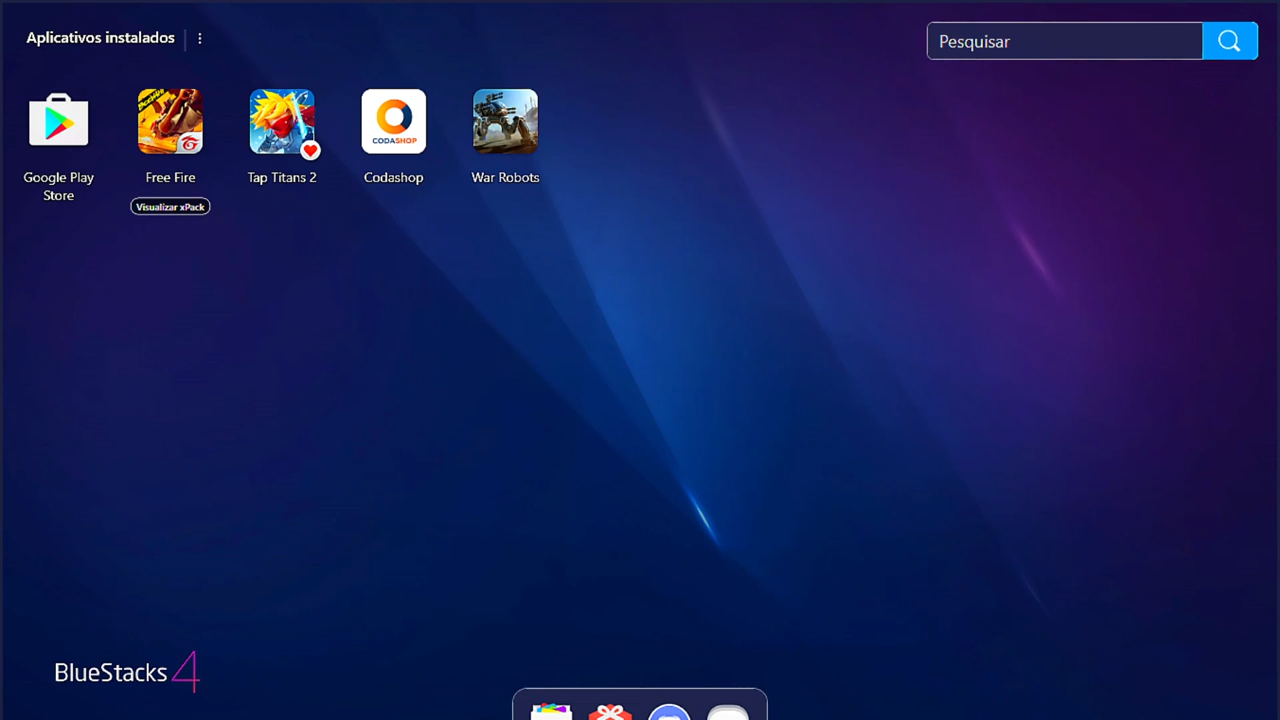 Aplicativos instalados
Pesquisar
CODASHOP
Google Play
Store
Free Fire
Tap Titans 2
Codashop
War Robots
Visualizar xPack
BlueStacks 4